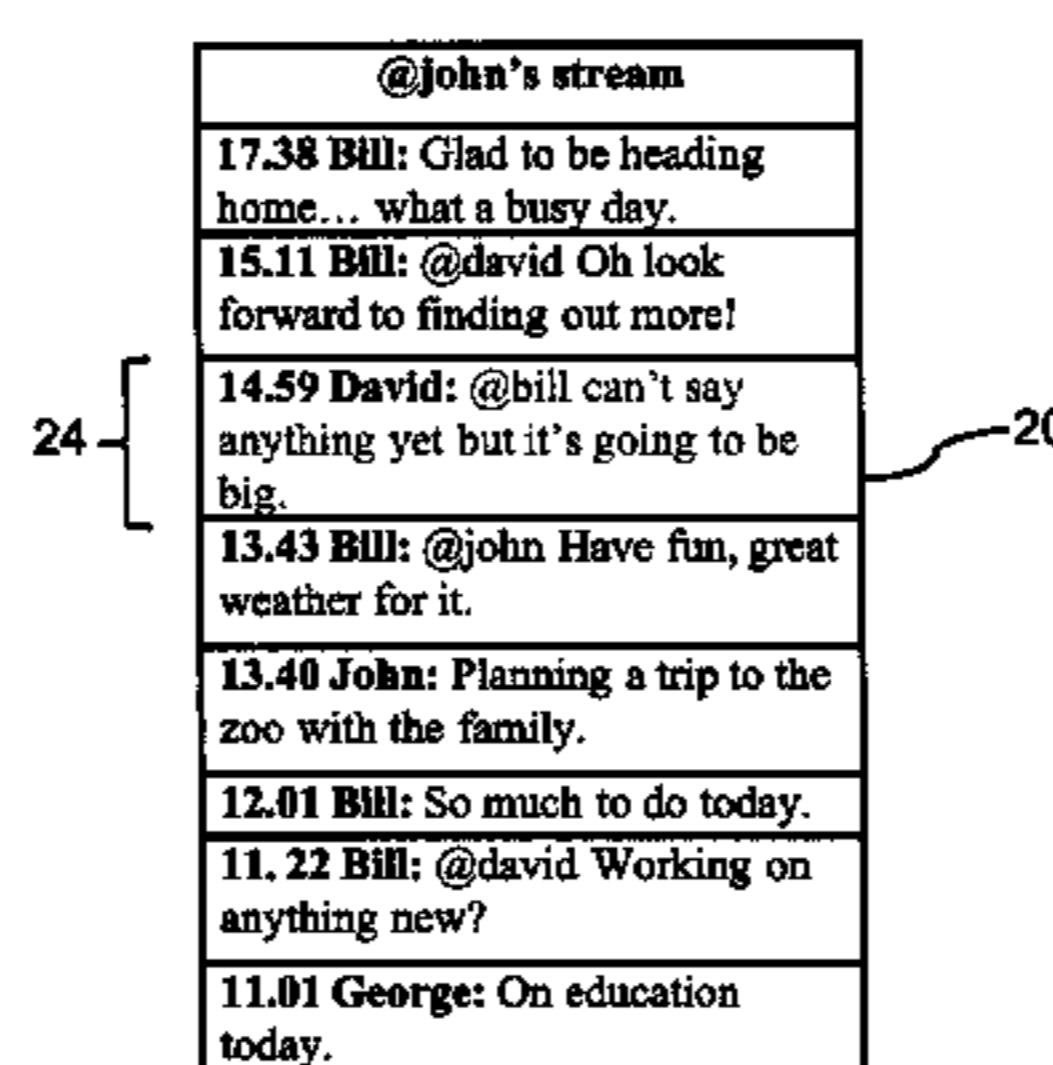 @john's stream
17.38 Bill: Glad to be heading
home... what a busy day.
15.11 Bill: @david Oh look
forward to finding out more!
14.59 David: @bill can't say
anything yet but it's going to be
big.
24
20
13.43 Bill: @john Have fun, great
weather for it.
13.40 John: Planning a trip to the
zoo with the family.
12.01 Bill: So much to do today.
11. 22 Bill: @david Working on
anything new?
11.01 George: On education
today.